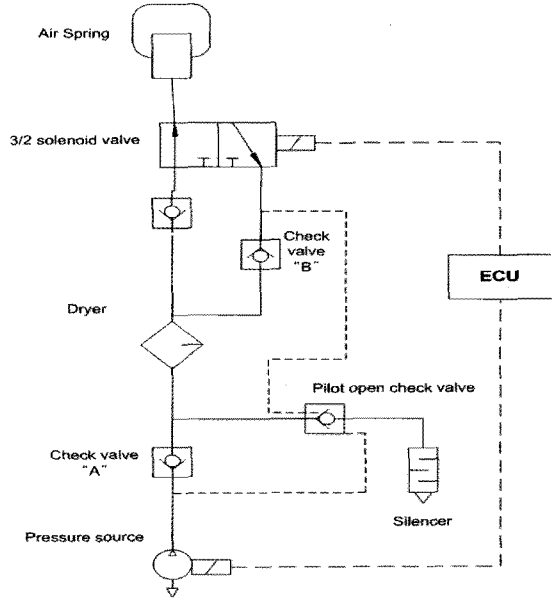 Air Spring
3/2 solenoid valve
Check
valve
"B"
ECU
Dryer
Pilot open check valve
Check valve
"A"
Silencer
Pressure source